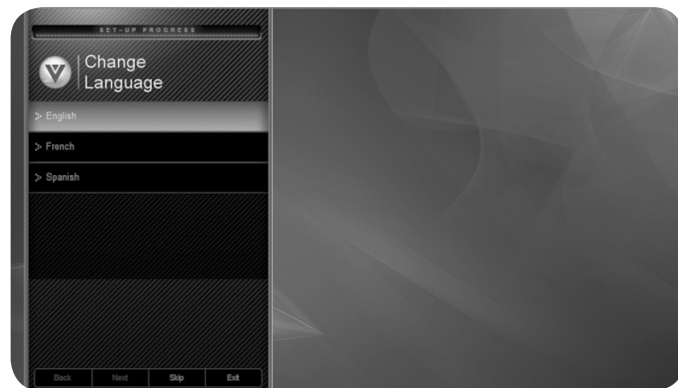 SET-UP PROGRESS
Change
Language
> English
> French
> Spanish
Back Next Skip Exit